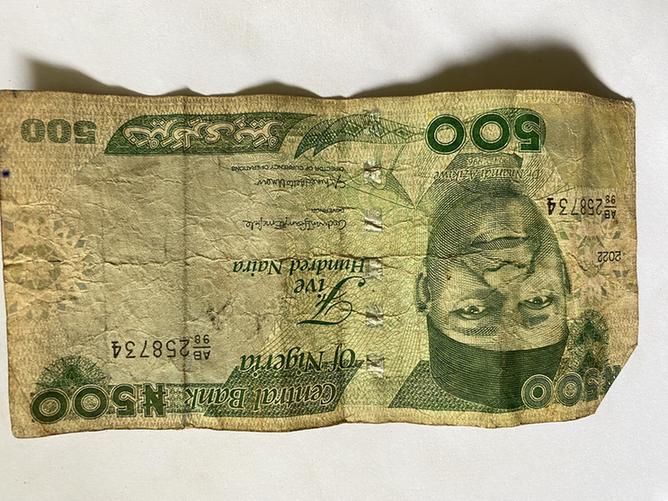 ₦500
Central Bank
₦500
Of Nigeria
AB
98 258734
Five
Hundred Naira
2022
GOVERNOR
AB
98 258734
DIRECTOR OF CURRENCY OPERATIONS
Dr. Nnamdi Azikiwe
500
500